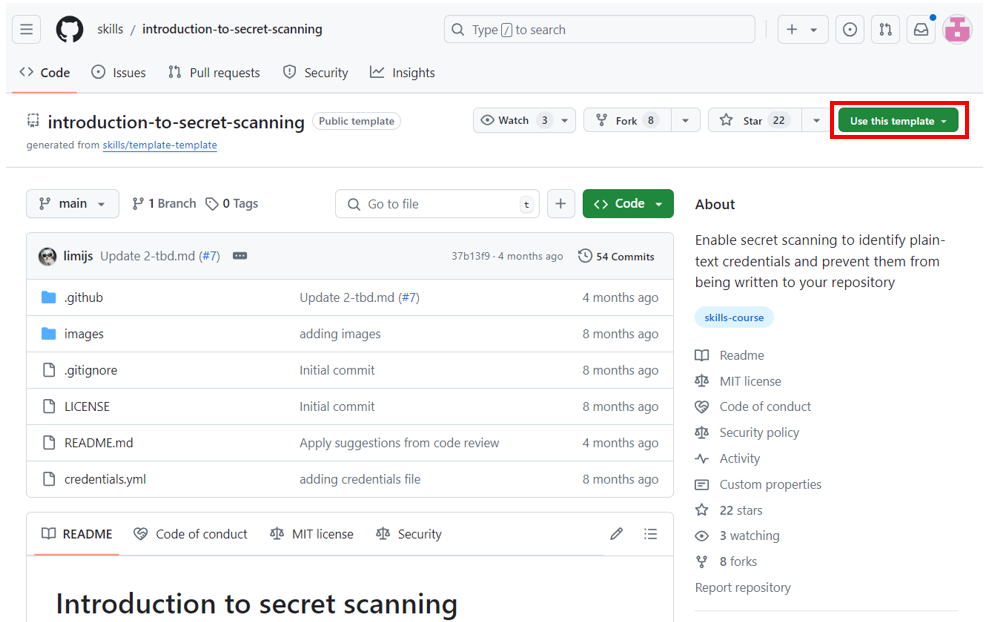 skills / introduction-to-secret-scanning
Type / to search
Code Issues Pull requests Security Insights
introduction-to-secret-scanning Public template
Watch 3 Fork 8 Star 22 Use this template
generated from skills/template-template
main 1 Branch 0 Tags Go to file t + Code
limijs Update 2-tbd.md (#7) 37b13f9 · 4 months ago 54 Commits
.github Update 2-tbd.md (#7) 4 months ago
images adding images 8 months ago
.gitignore Initial commit 8 months ago
LICENSE Initial commit 8 months ago
README.md Apply suggestions from code review 4 months ago
credentials.yml adding credentials file 8 months ago
README Code of conduct MIT license Security
Introduction to secret scanning
About
Enable secret scanning to identify plain-
text credentials and prevent them from
being written to your repository
skills-course
Readme
MIT license
Code of conduct
Security policy
Activity
Custom properties
22 stars
3 watching
8 forks
Report repository